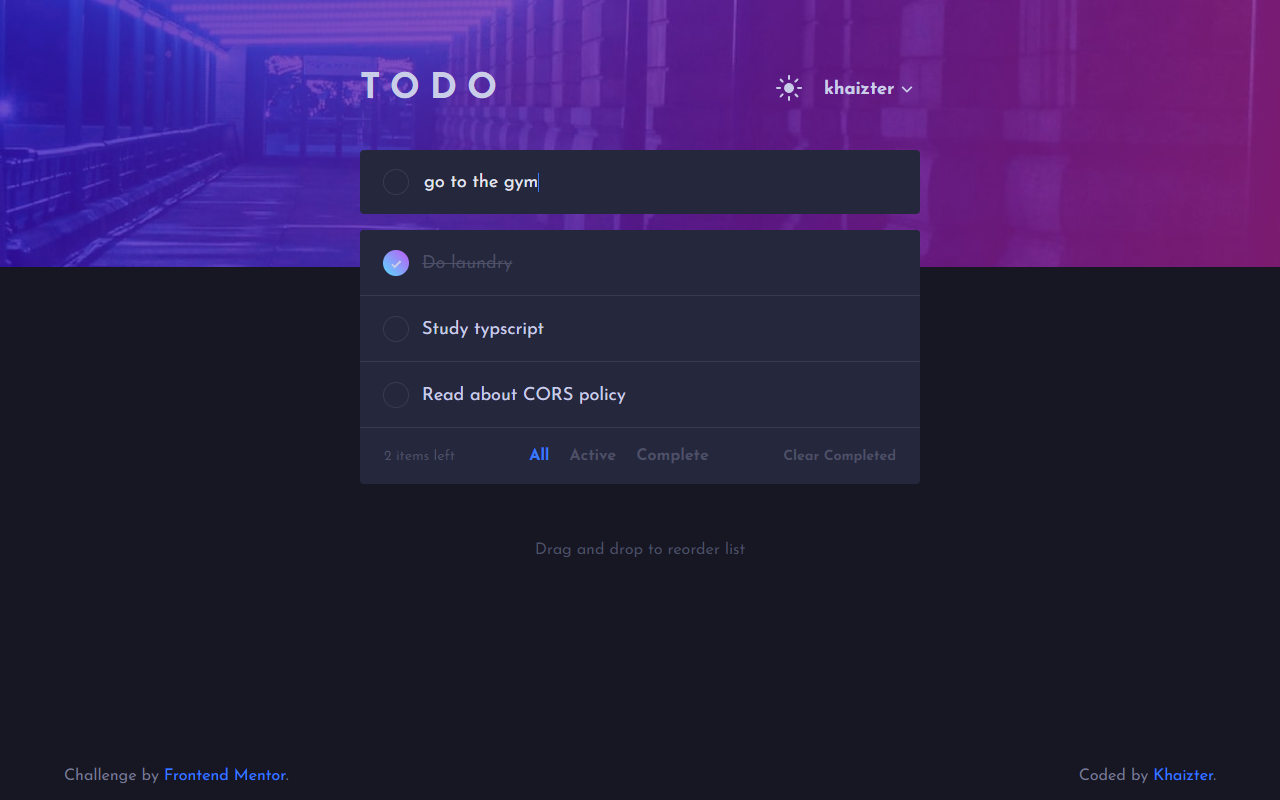 TODO
khaizter
go to the gym
Do laundry
Study typscript
Read about CORS policy
2 items left All Active Complete Clear Completed
Drag and drop to reorder list
Challenge by Frontend Mentor. Coded by Khaizter.